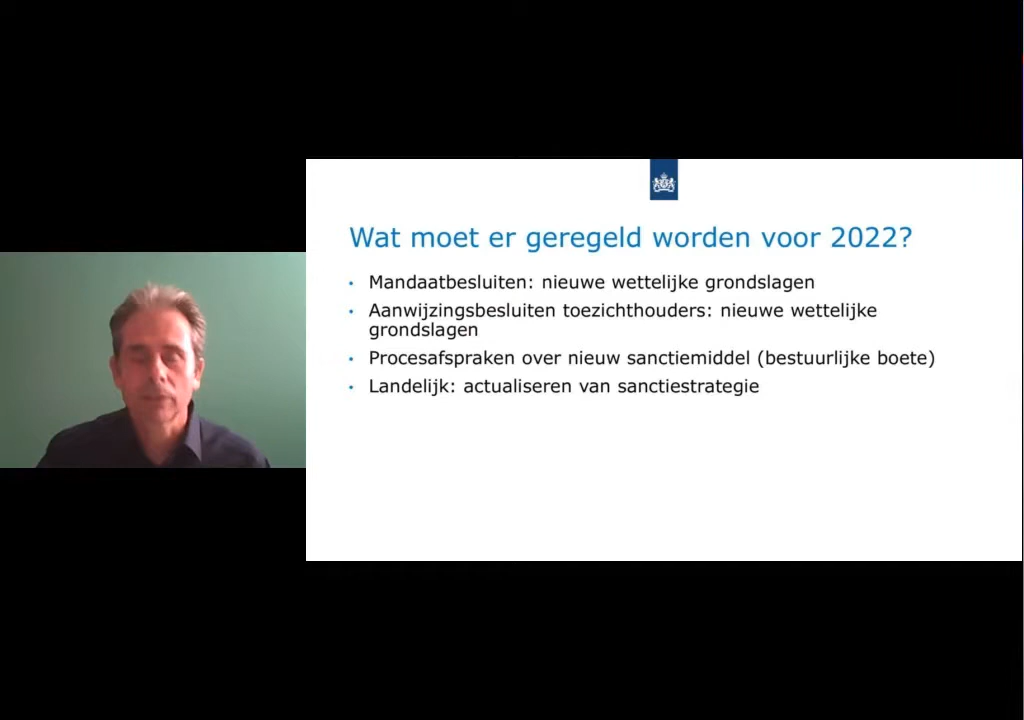 Wat moet er geregeld worden voor 2022?
• Mandaatbesluiten: nieuwe wettelijke grondslagen
• Aanwijzingsbesluiten toezichthouders: nieuwe wettelijke
grondslagen
• Procesafspraken over nieuw sanctiemiddel (bestuurlijke boete)
• Landelijk: actualiseren van sanctiestrategie